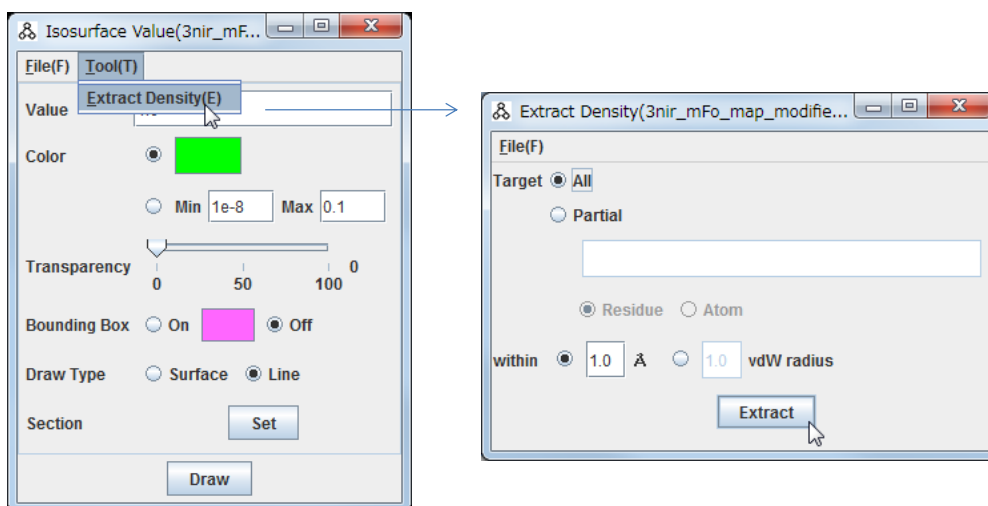 Isosurface Value(3nir_mF...
File(F) Tool(T)
Extract Density(E)
Value
Color
Min 1e-8 Max 0.1
Transparency 0
0 50 100
Bounding Box On Off
Draw Type Surface Line
Section Set
Draw
Extract Density(3nir_mFo_map_modifie...
File(F)
Target All
Partial
Residue Atom
within 1.0 Å 1.0 vdW radius
Extract